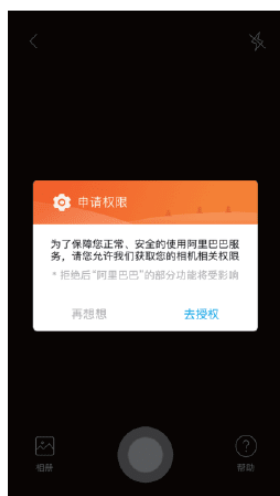 申请权限
为了保障您正常、安全的使用阿里巴巴服
务，请您允许我们获取您的相机相关权限
* 拒绝后“阿里巴巴”的部分功能将受影响
再想想 去授权
相册 帮助